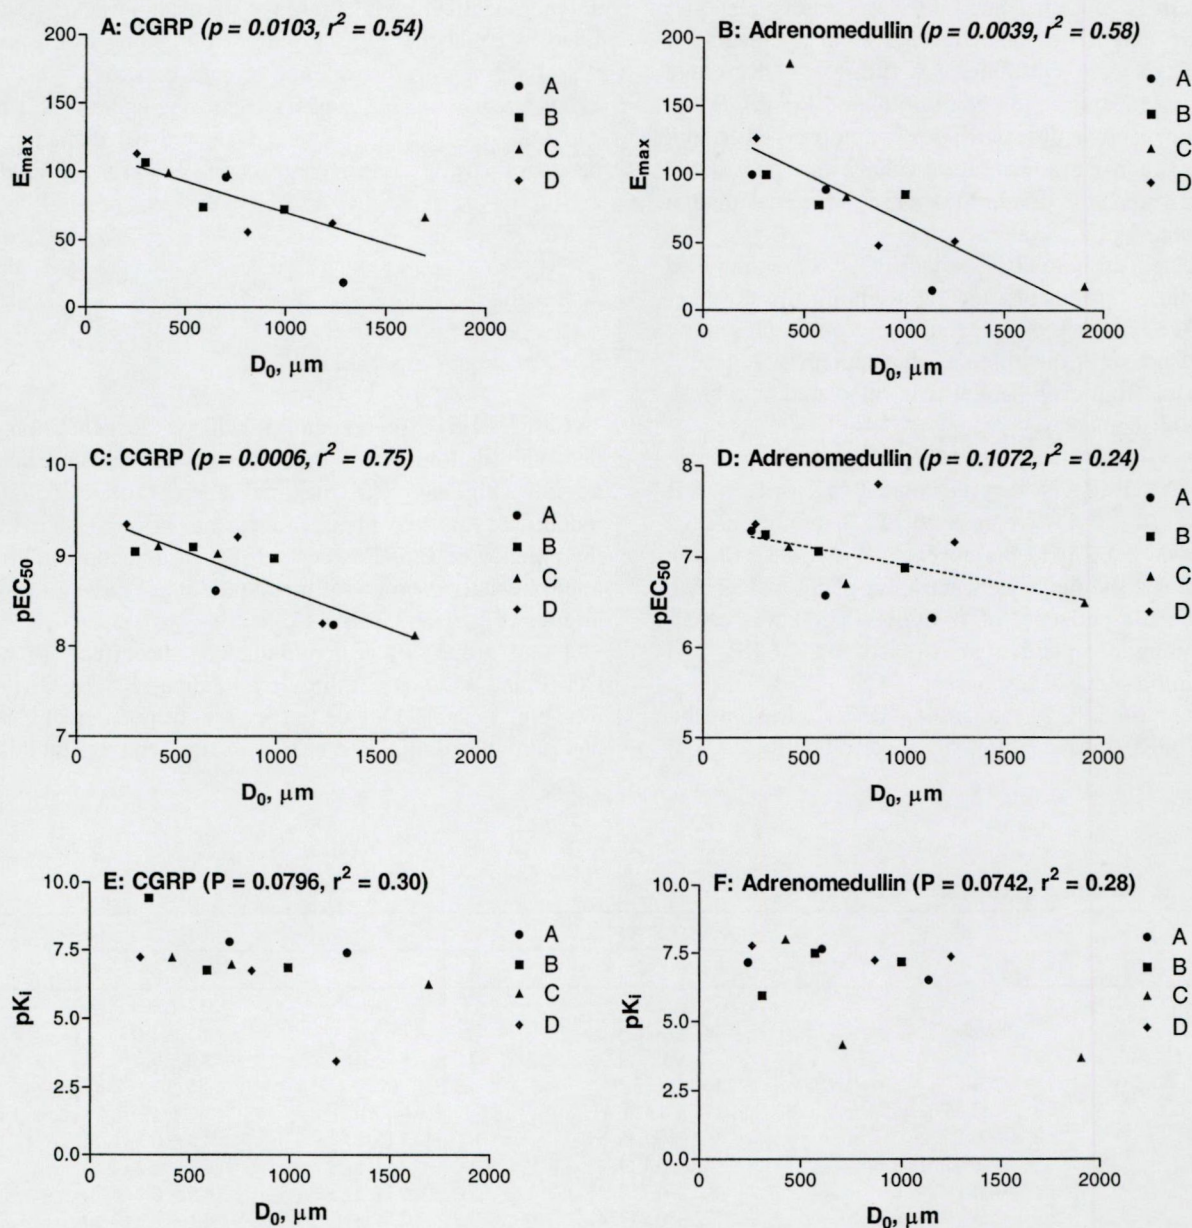 A: CGRP (p = 0.0103, r² = 0.54)
200
150
100
50
0
Emax
0 500 1000 1500 2000
D₀, μm
A
B
C
D
B: Adrenomedullin (p = 0.0039, r² = 0.58)
200
150
100
50
0
Emax
0 500 1000 1500 2000
D₀, μm
A
B
C
D
C: CGRP (p = 0.0006, r² = 0.75)
10
9
8
7
pEC₅₀
0 500 1000 1500 2000
D₀, μm
A
B
C
D
D: Adrenomedullin (p = 0.1072, r² = 0.24)
8
7
6
5
pEC₅₀
0 500 1000 1500 2000
D₀, μm
A
B
C
D
E: CGRP (P = 0.0796, r² = 0.30)
10.0
7.5
5.0
2.5
0.0
pKi
0 500 1000 1500 2000
D₀, μm
A
B
C
D
F: Adrenomedullin (P = 0.0742, r² = 0.28)
10.0
7.5
5.0
2.5
0.0
pKi
0 500 1000 1500 2000
D₀, μm
A
B
C
D